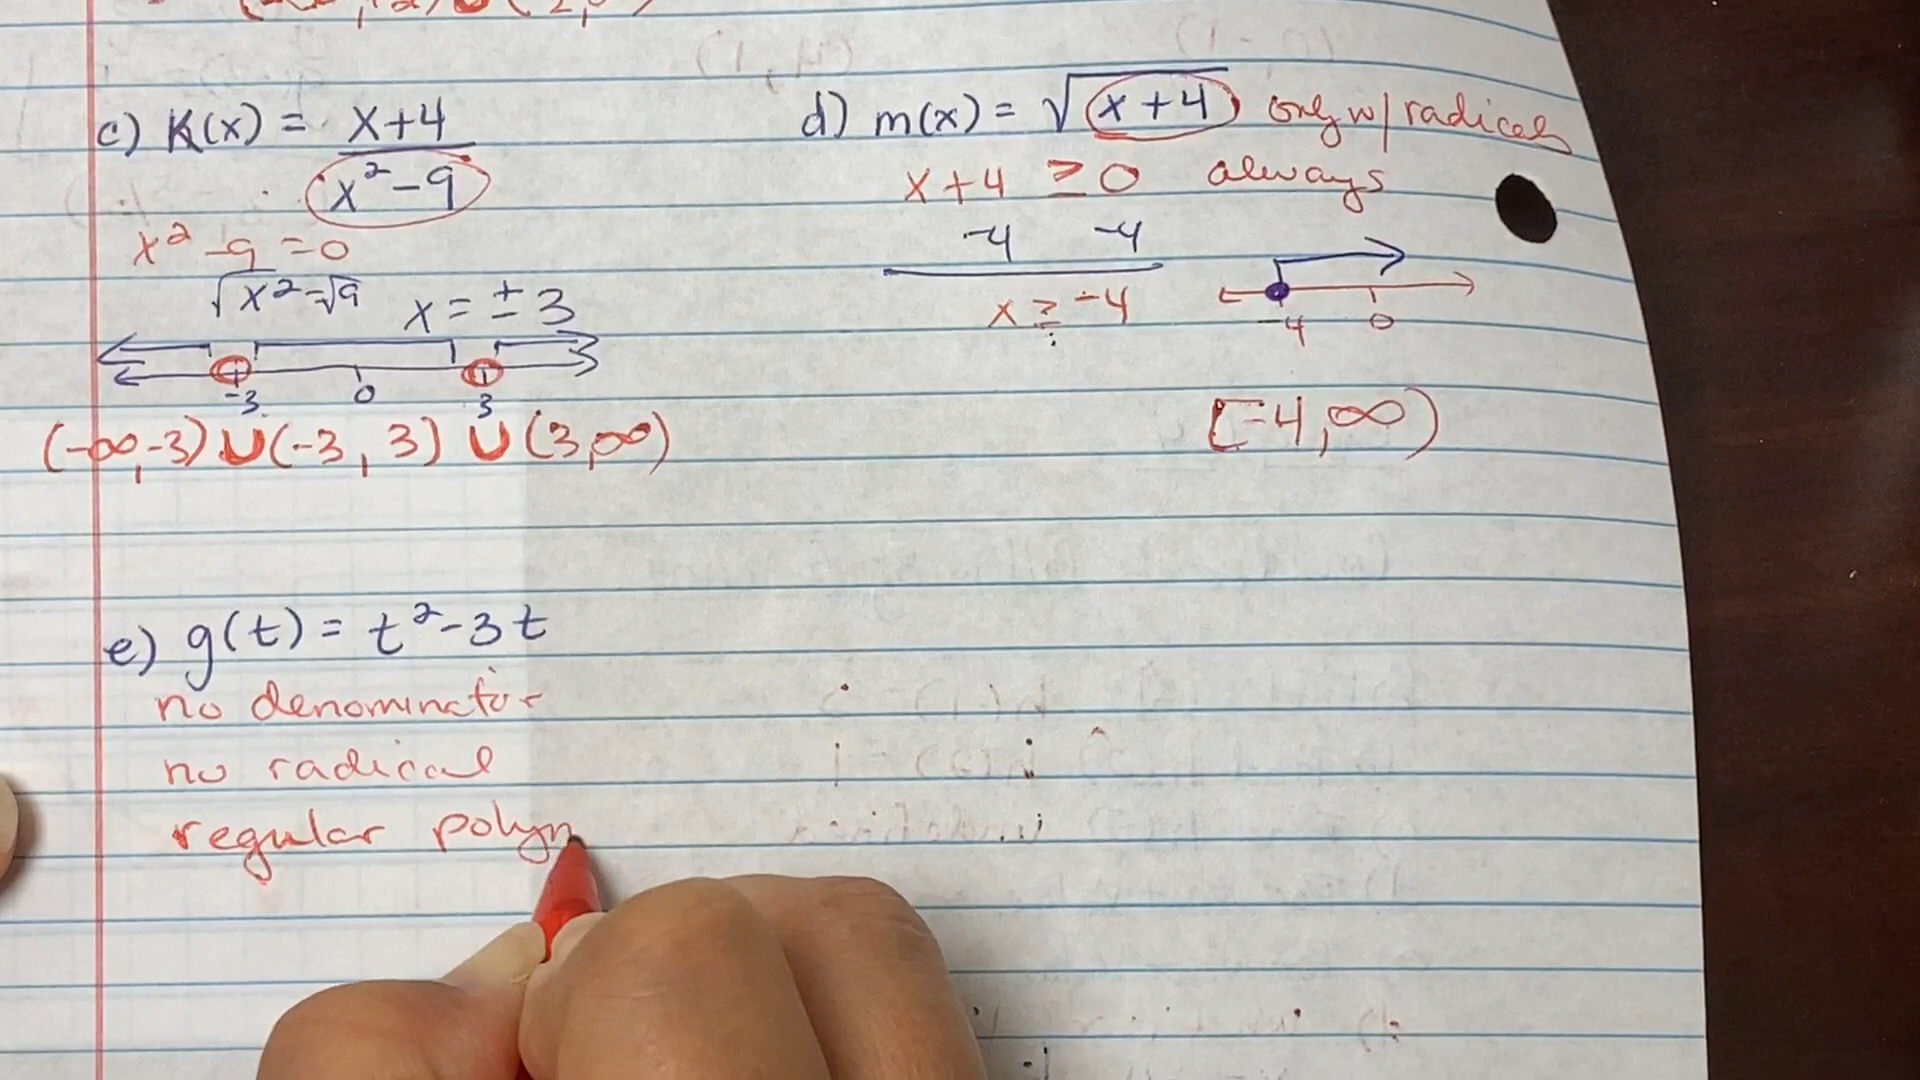 c) K(x) = x+4
x² - 9
x² - 9 = 0
√x² = √9 x = ± 3
-3 0 3
(-∞,-3) U (-3, 3) U (3,∞)
d) m(x) = √x+4 only w/ radicals
x+4 ≥ 0 always
-4 -4
x ≥ -4
-4 0
[-4,∞)
e) g(t) = t² - 3t
no denominator
no radical
regular polyn